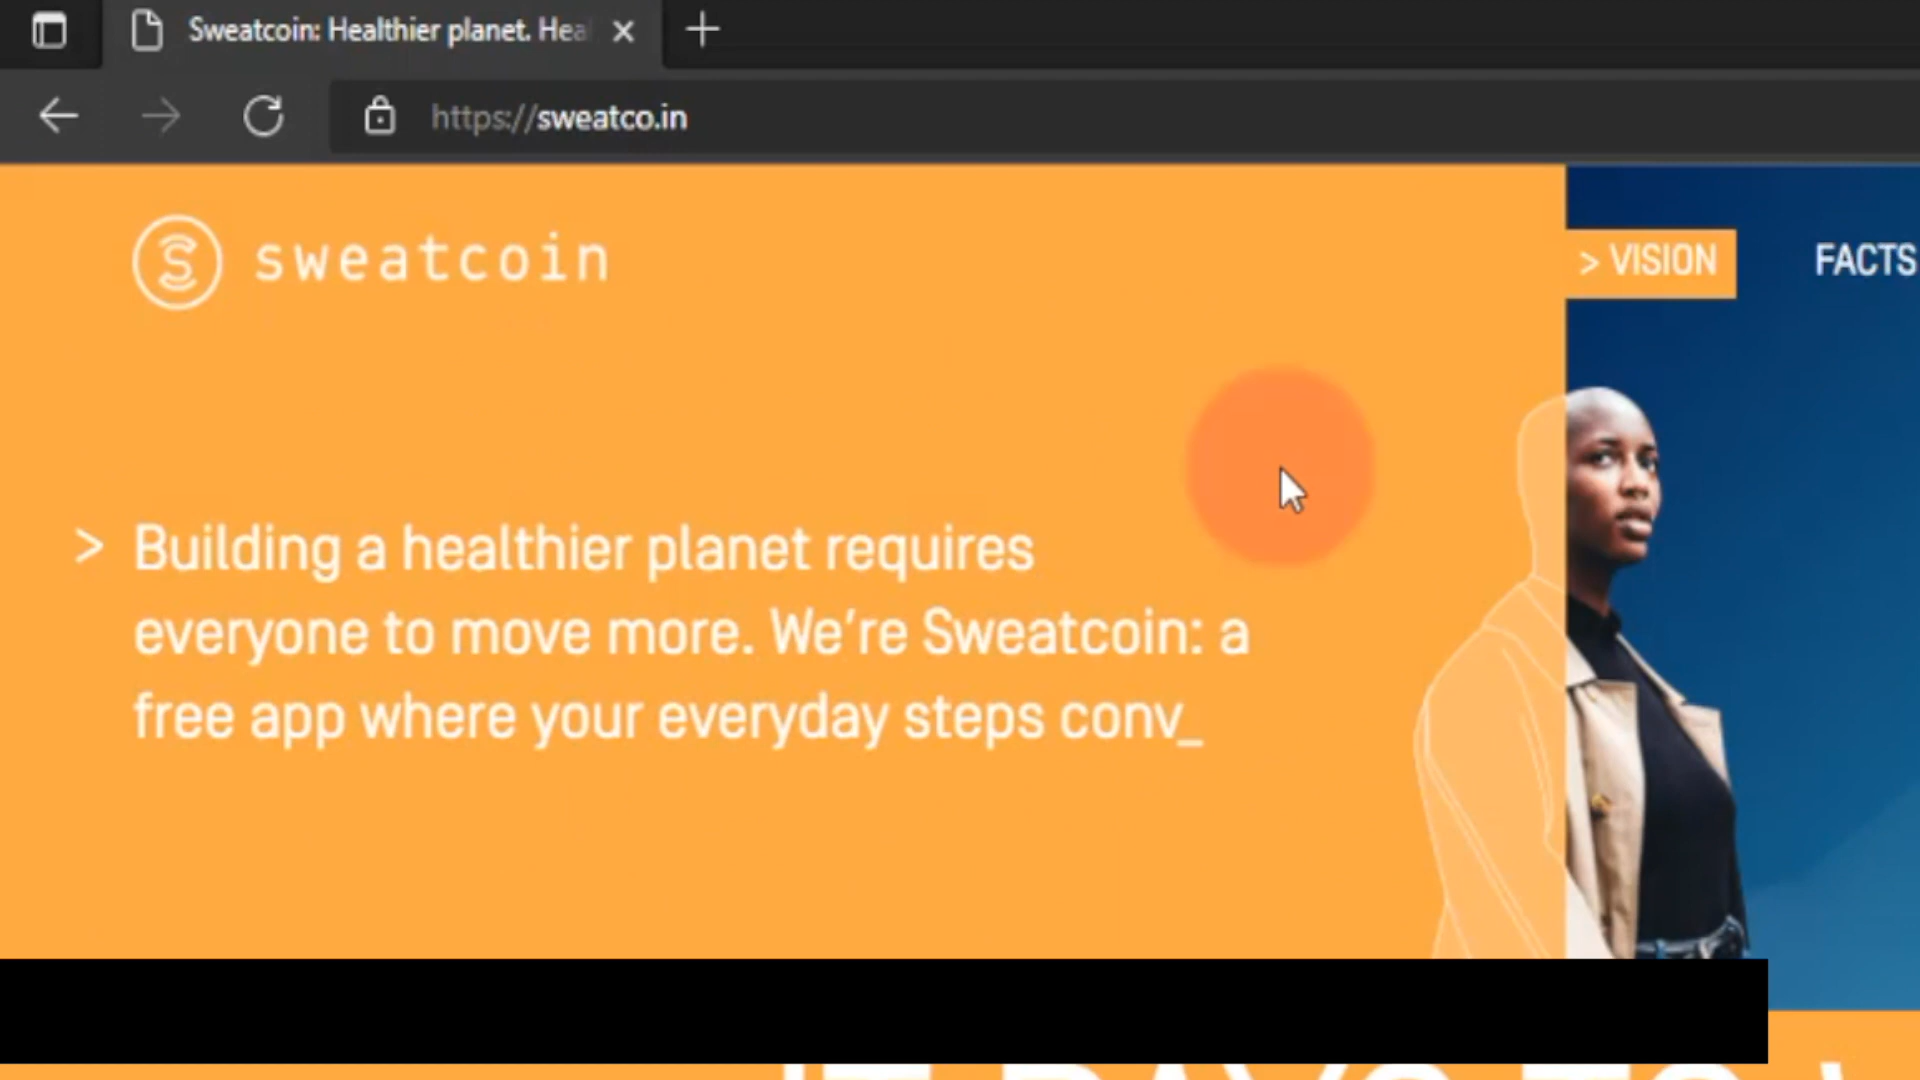 Sweatcoin: Healthier planet. Hea
https://sweatco.in
sweatcoin
> VISION
FACTS
> Building a healthier planet requires
everyone to move more. We're Sweatcoin: a
free app where your everyday steps conv_